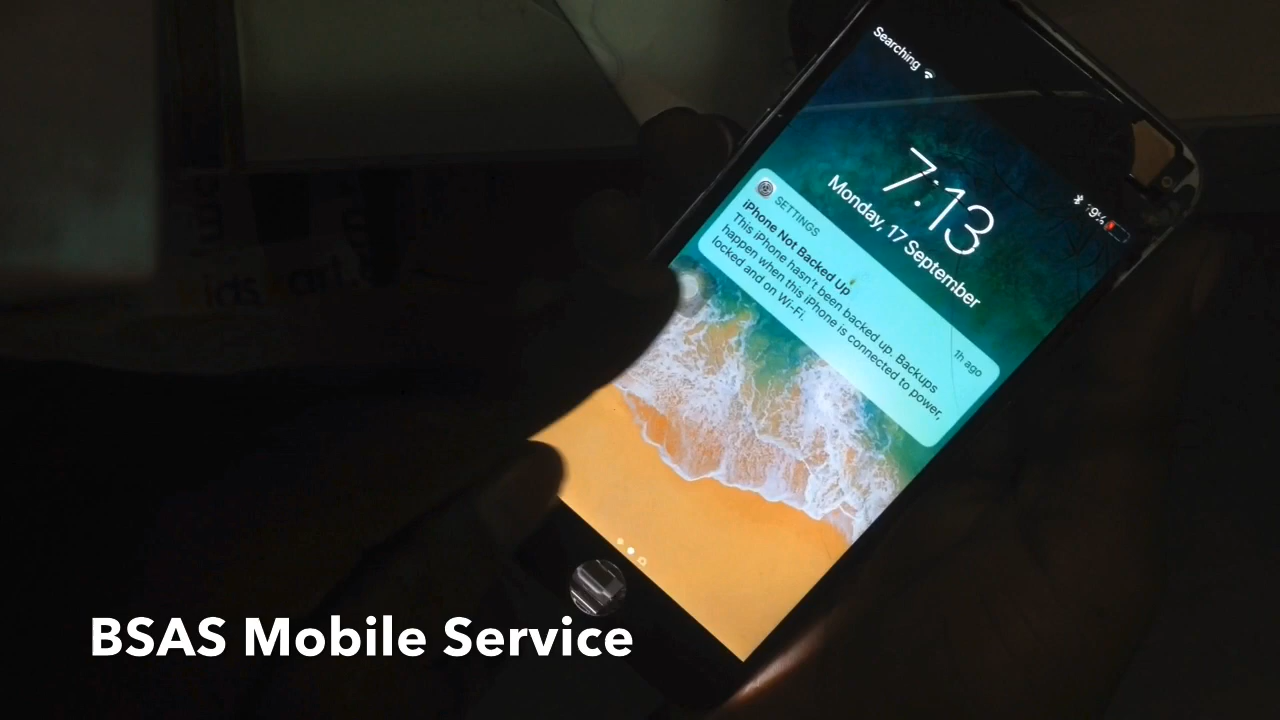 Searching
19%
7:13
Monday, 17 September
SETTINGS
1h ago
iPhone Not Backed Up
This iPhone hasn't been backed up. Backups
happen when this iPhone is connected to power,
locked and on Wi-Fi.
BSAS Mobile Service